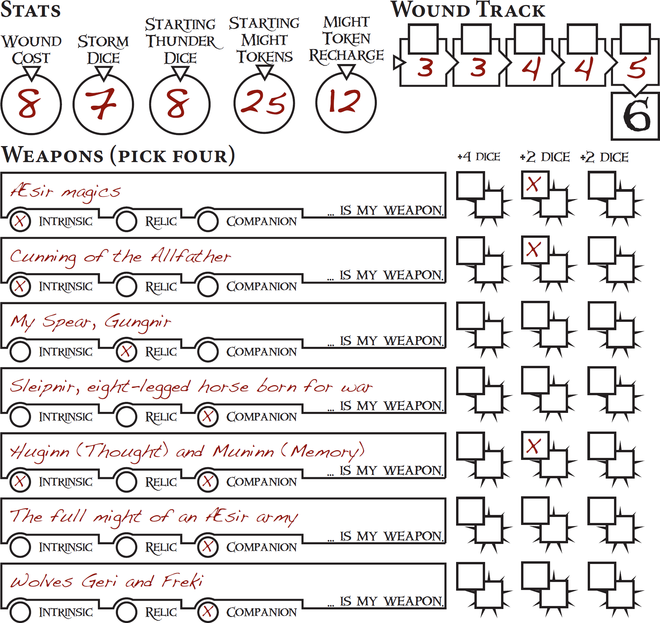 STATS
WOUND TRACK
WOUND COST
STORM DICE
STARTING THUNDER DICE
STARTING MIGHT TOKENS
MIGHT TOKEN RECHARGE
8 7 8 25 12
3 3 4 4 5
6
WEAPONS (PICK FOUR)
+4 DICE +2 DICE +2 DICE
Æsir magics
X INTRINSIC RELIC COMPANION ... IS MY WEAPON. X
Cunning of the Allfather
X INTRINSIC RELIC COMPANION ... IS MY WEAPON. X
My Spear, Gungnir
INTRINSIC X RELIC COMPANION ... IS MY WEAPON.
Sleipnir, eight-legged horse born for war
INTRINSIC RELIC X COMPANION ... IS MY WEAPON.
Huginn (Thought) and Muninn (Memory)
X INTRINSIC RELIC X COMPANION ... IS MY WEAPON. X
The full might of an Æsir army
INTRINSIC RELIC X COMPANION ... IS MY WEAPON.
Wolves Geri and Freki
INTRINSIC RELIC X COMPANION ... IS MY WEAPON.